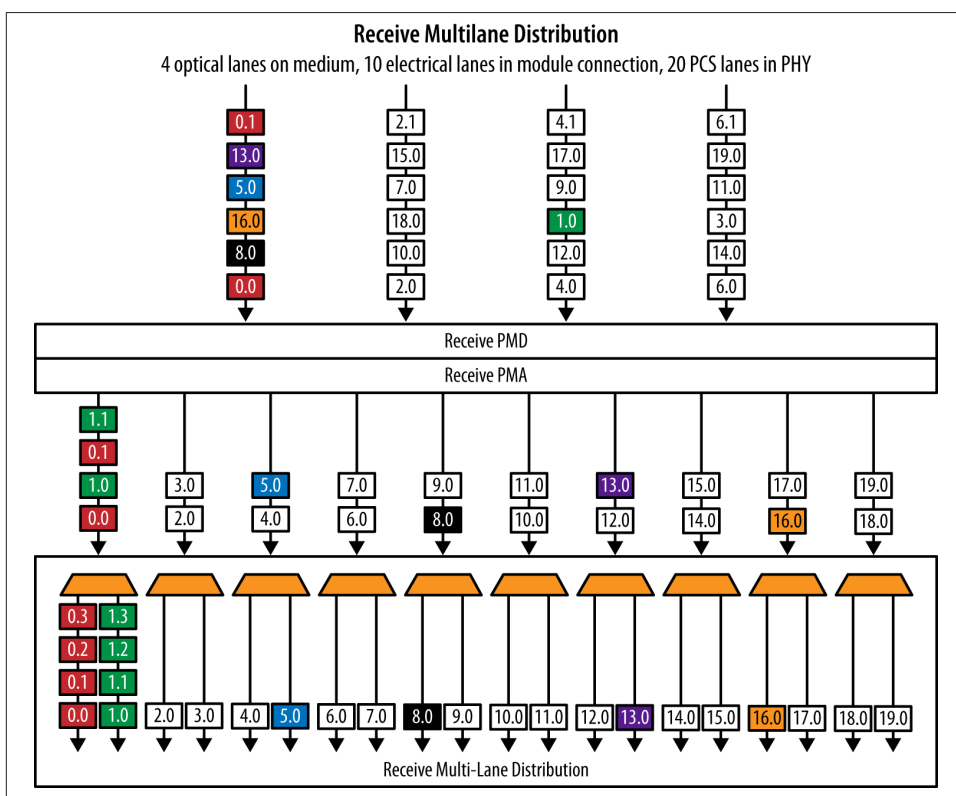 Receive Multilane Distribution
4 optical lanes on medium, 10 electrical lanes in module connection, 20 PCS lanes in PHY
0.1 2.1 4.1 6.1
13.0 15.0 17.0 19.0
5.0 7.0 9.0 11.0
16.0 18.0 1.0 3.0
8.0 10.0 12.0 14.0
0.0 2.0 4.0 6.0
Receive PMD
Receive PMA
1.1
0.1
1.0 3.0 5.0 7.0 9.0 11.0 13.0 15.0 17.0 19.0
0.0 2.0 4.0 6.0 8.0 10.0 12.0 14.0 16.0 18.0
0.3 1.3
0.2 1.2
0.1 1.1
0.0 1.0 2.0 3.0 4.0 5.0 6.0 7.0 8.0 9.0 10.0 11.0 12.0 13.0 14.0 15.0 16.0 17.0 18.0 19.0
Receive Multi-Lane Distribution